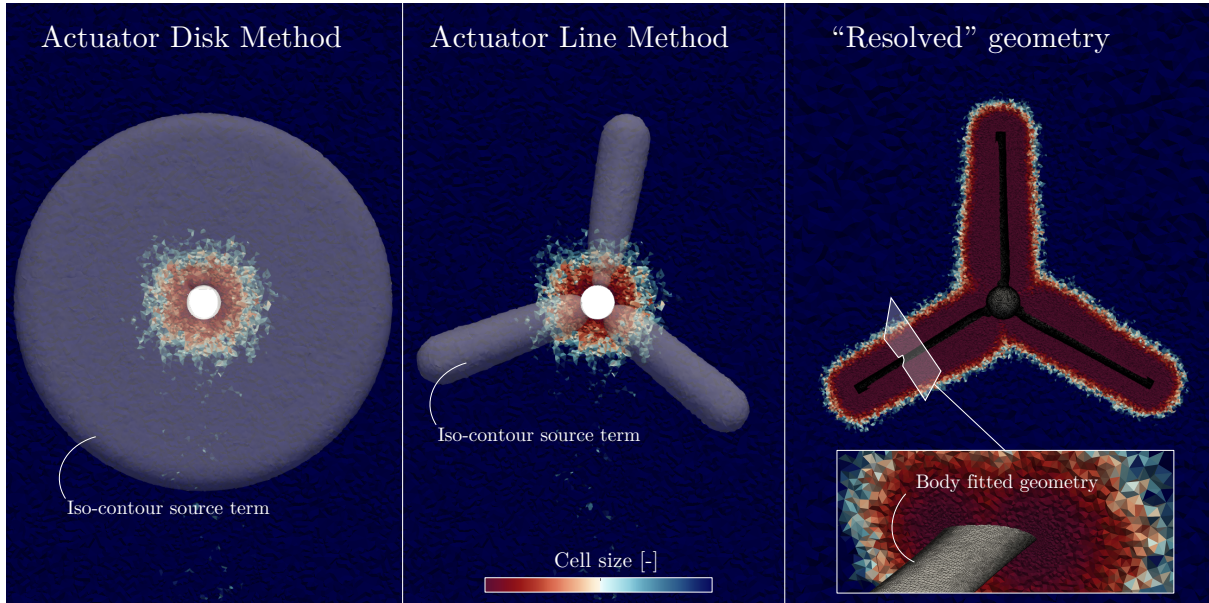 Actuator Disk Method
Actuator Line Method
“Resolved” geometry
Iso-contour source term
Iso-contour source term
Body fitted geometry
Cell size [-]